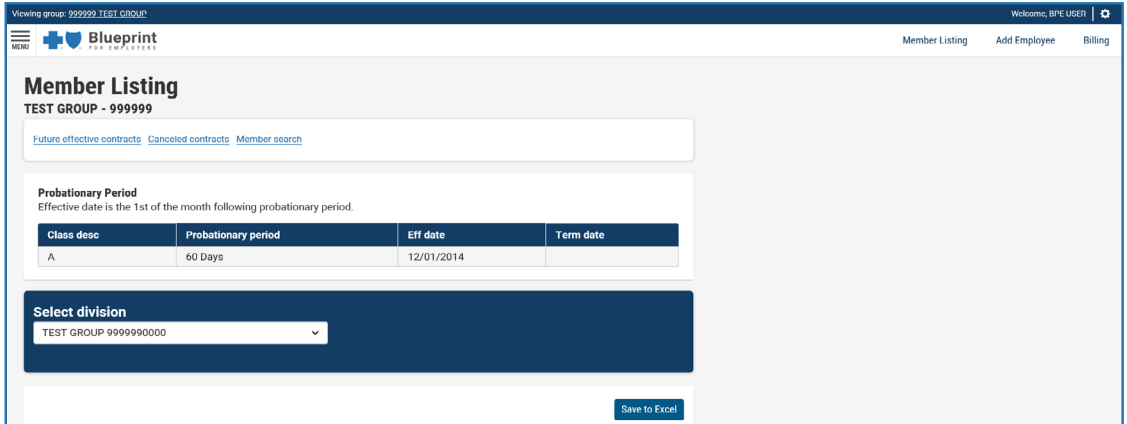 Viewing group: 999999 TEST GROUP
Welcome, BPE USER
MENU
Blueprint
FOR EMPLOYERS
Member Listing Add Employee Billing
Member Listing
TEST GROUP - 999999
Future effective contracts Canceled contracts Member search
Probationary Period
Effective date is the 1st of the month following probationary period.
Class desc Probationary period Eff date Term date
A 60 Days 12/01/2014
Select division
TEST GROUP 9999990000
Save to Excel